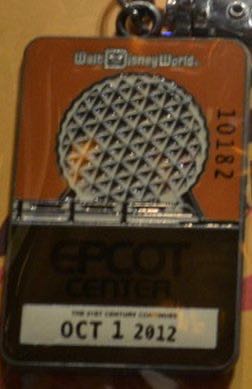 Walt Disney World
10182
EPCOT
CENTER
THE 21ST CENTURY CONTINUES
OCT 1 2012